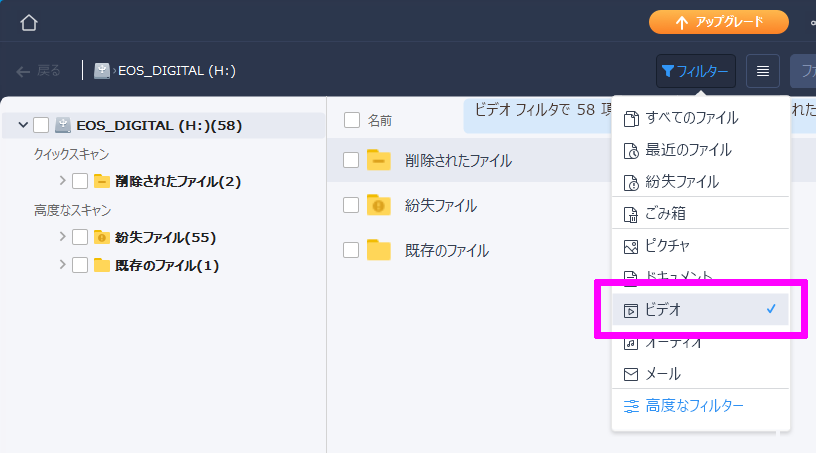 アップグレード
戻る
EOS_DIGITAL (H:)
フィルター
EOS_DIGITAL (H:)(58)
クイックスキャン
削除されたファイル(2)
高度なスキャン
紛失ファイル(55)
既存のファイル(1)
名前
ビデオ フィルタで 58 項
削除されたファイル
紛失ファイル
既存のファイル
すべてのファイル
最近のファイル
紛失ファイル
ごみ箱
ピクチャ
ドキュメント
ビデオ
オーディオ
メール
高度なフィルター